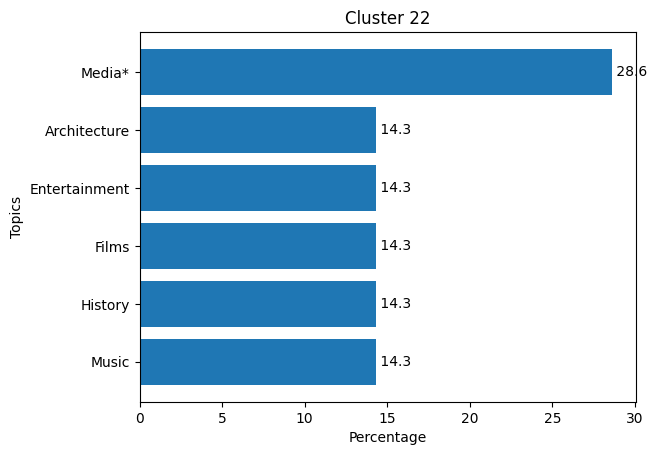 Cluster 22
Topics
Media* 28.6
Architecture 14.3
Entertainment 14.3
Films 14.3
History 14.3
Music 14.3
0 5 10 15 20 25 30
Percentage